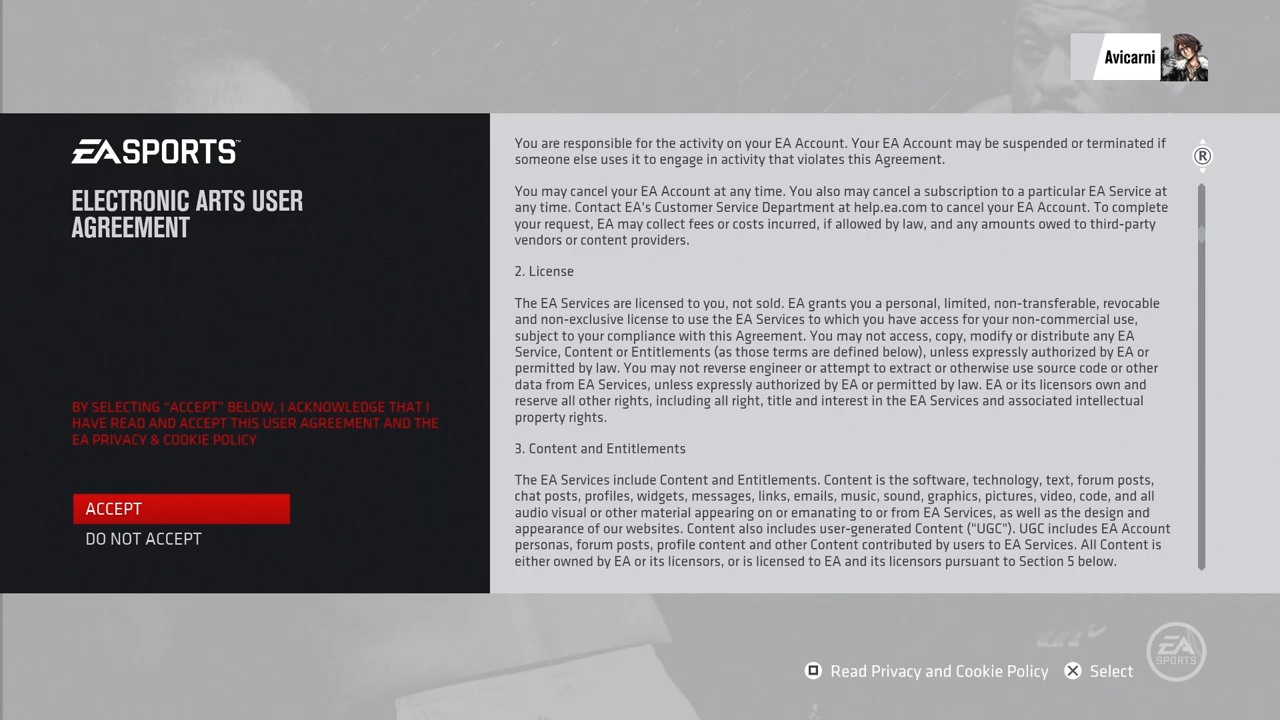 Avicarni
EA SPORTS™
ELECTRONIC ARTS USER
AGREEMENT
BY SELECTING "ACCEPT" BELOW, I ACKNOWLEDGE THAT I
HAVE READ AND ACCEPT THIS USER AGREEMENT AND THE
EA PRIVACY & COOKIE POLICY
ACCEPT
DO NOT ACCEPT
You are responsible for the activity on your EA Account. Your EA Account may be suspended or terminated if
someone else uses it to engage in activity that violates this Agreement.
You may cancel your EA Account at any time. You also may cancel a subscription to a particular EA Service at
any time. Contact EA's Customer Service Department at help.ea.com to cancel your EA Account. To complete
your request, EA may collect fees or costs incurred, if allowed by law, and any amounts owed to third-party
vendors or content providers.
2. License
The EA Services are licensed to you, not sold. EA grants you a personal, limited, non-transferable, revocable
and non-exclusive license to use the EA Services to which you have access for your non-commercial use,
subject to your compliance with this Agreement. You may not access, copy, modify or distribute any EA
Service, Content or Entitlements (as those terms are defined below), unless expressly authorized by EA or
permitted by law. You may not reverse engineer or attempt to extract or otherwise use source code or other
data from EA Services, unless expressly authorized by EA or permitted by law. EA or its licensors own and
reserve all other rights, including all right, title and interest in the EA Services and associated intellectual
property rights.
3. Content and Entitlements
The EA Services include Content and Entitlements. Content is the software, technology, text, forum posts,
chat posts, profiles, widgets, messages, links, emails, music, sound, graphics, pictures, video, code, and all
audio visual or other material appearing on or emanating to or from EA Services, as well as the design and
appearance of our websites. Content also includes user-generated Content ("UGC"). UGC includes EA Account
personas, forum posts, profile content and other Content contributed by users to EA Services. All Content is
either owned by EA or its licensors, or is licensed to EA and its licensors pursuant to Section 5 below.
R
Read Privacy and Cookie Policy
Select
EA
SPORTS